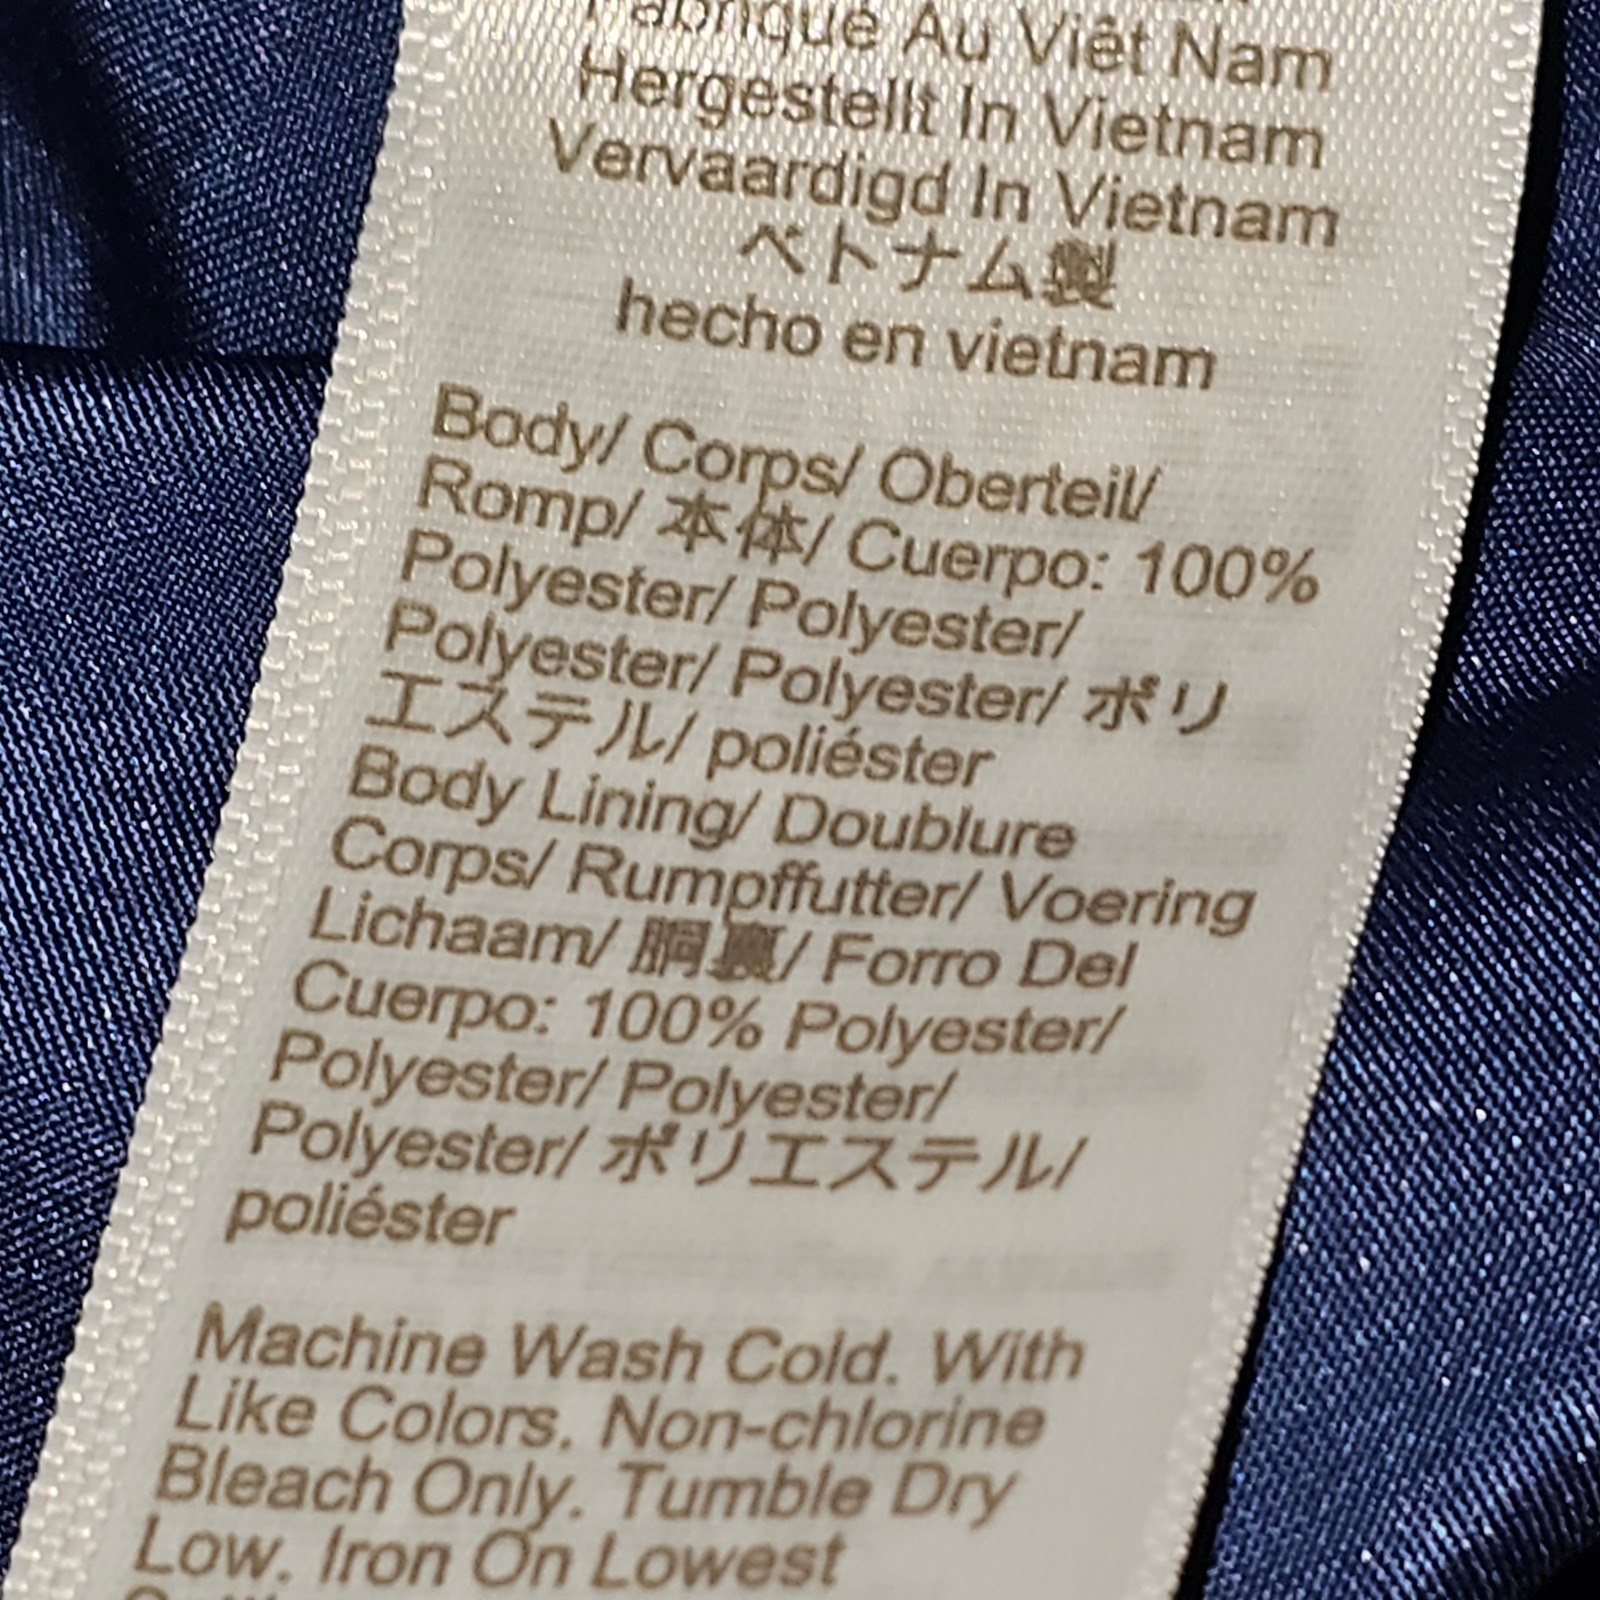 Fabriqué Au Viêt Nam
Hergestellt In Vietnam
Vervaardigd In Vietnam
ベトナム製
hecho en vietnam
Body/ Corps/ Oberteil/
Romp/ 本体/ Cuerpo: 100%
Polyester/ Polyester/
Polyester/ Polyester/ ポリ
エステル/ poliéster
Body Lining/ Doublure
Corps/ Rumpffutter/ Voering
Lichaam/ 胴裏/ Forro Del
Cuerpo: 100% Polyester/
Polyester/ Polyester/
Polyester/ ポリエステル/
poliéster
Machine Wash Cold. With
Like Colors. Non-chlorine
Bleach Only. Tumble Dry
Low. Iron On Lowest